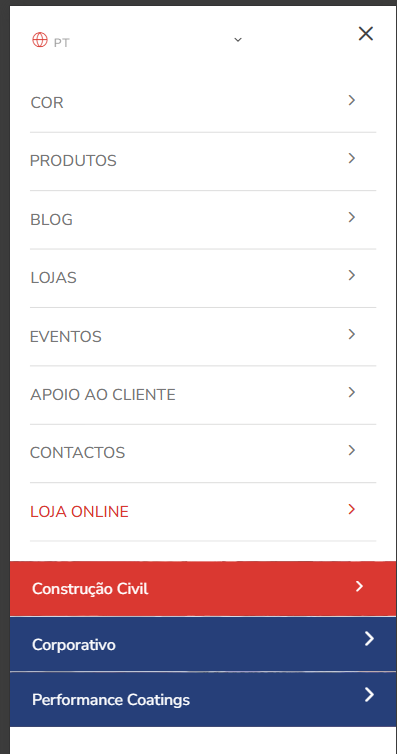 PT
COR
PRODUTOS
BLOG
LOJAS
EVENTOS
APOIO AO CLIENTE
CONTACTOS
LOJA ONLINE
Construção Civil
Corporativo
Performance Coatings